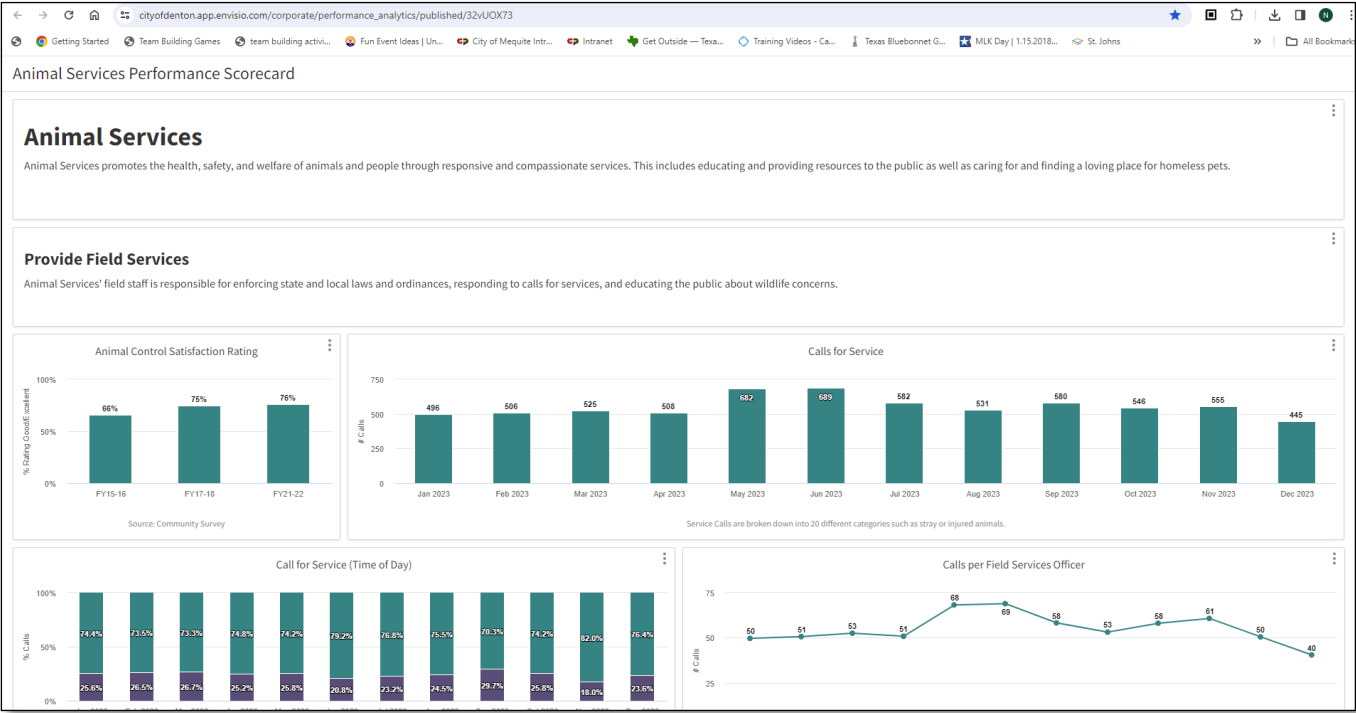 cityofdenton.app.envisio.com/corporate/performance_analytics/published/32vUOX73
N
Getting Started Team Building Games team building activi... Fun Event Ideas | Un... City of Mequite Intr... Intranet Get Outside — Texa... Training Videos - Ca... Texas Bluebonnet G... MLK Day | 1.15.2018... St. Johns » All Bookmarks
Animal Services Performance Scorecard
Animal Services
Animal Services promotes the health, safety, and welfare of animals and people through responsive and compassionate services. This includes educating and providing resources to the public as well as caring for and finding a loving place for homeless pets.
Provide Field Services
Animal Services' field staff is responsible for enforcing state and local laws and ordinances, responding to calls for services, and educating the public about wildlife concerns.
Animal Control Satisfaction Rating
% Rating Good/Excellent
100%
50%
0%
66% 75% 76%
FY15-16 FY17-18 FY21-22
Source: Community Survey
Calls for Service
# Calls
750
500
250
0
496 506 525 508 682 689 582 531 580 546 555 445
Jan 2023 Feb 2023 Mar 2023 Apr 2023 May 2023 Jun 2023 Jul 2023 Aug 2023 Sep 2023 Oct 2023 Nov 2023 Dec 2023
Service Calls are broken down into 20 different categories such as stray or injured animals.
Call for Service (Time of Day)
% Calls
100%
50%
0%
74.4% 73.5% 73.3% 74.8% 74.2% 79.2% 76.8% 75.5% 70.3% 74.2% 82.0% 76.4%
25.6% 26.5% 26.7% 25.2% 25.8% 20.8% 23.2% 24.5% 29.7% 25.8% 18.0% 23.6%
Calls per Field Services Officer
# Calls
75
50
25
50 51 53 51 68 69 58 53 58 61 50 40